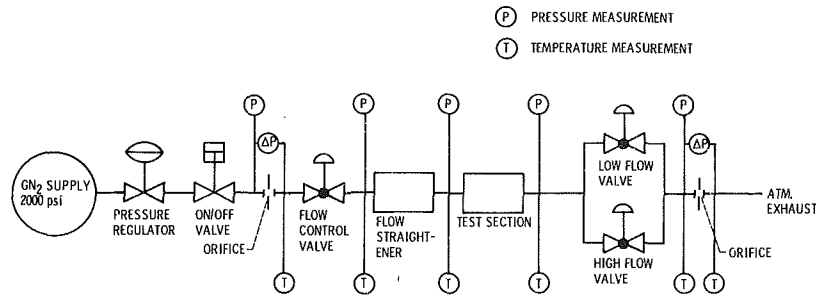 P PRESSURE MEASUREMENT
T TEMPERATURE MEASUREMENT
P
P
P
P
P
ΔP
ΔP
GN2 SUPPLY
2000 psi
PRESSURE
REGULATOR
ON/OFF
VALVE
ORIFICE
FLOW
CONTROL
VALVE
FLOW
STRAIGHT-
ENER
TEST SECTION
LOW FLOW
VALVE
HIGH FLOW
VALVE
ATM.
EXHAUST
ORIFICE
T
T
T
T
T
T